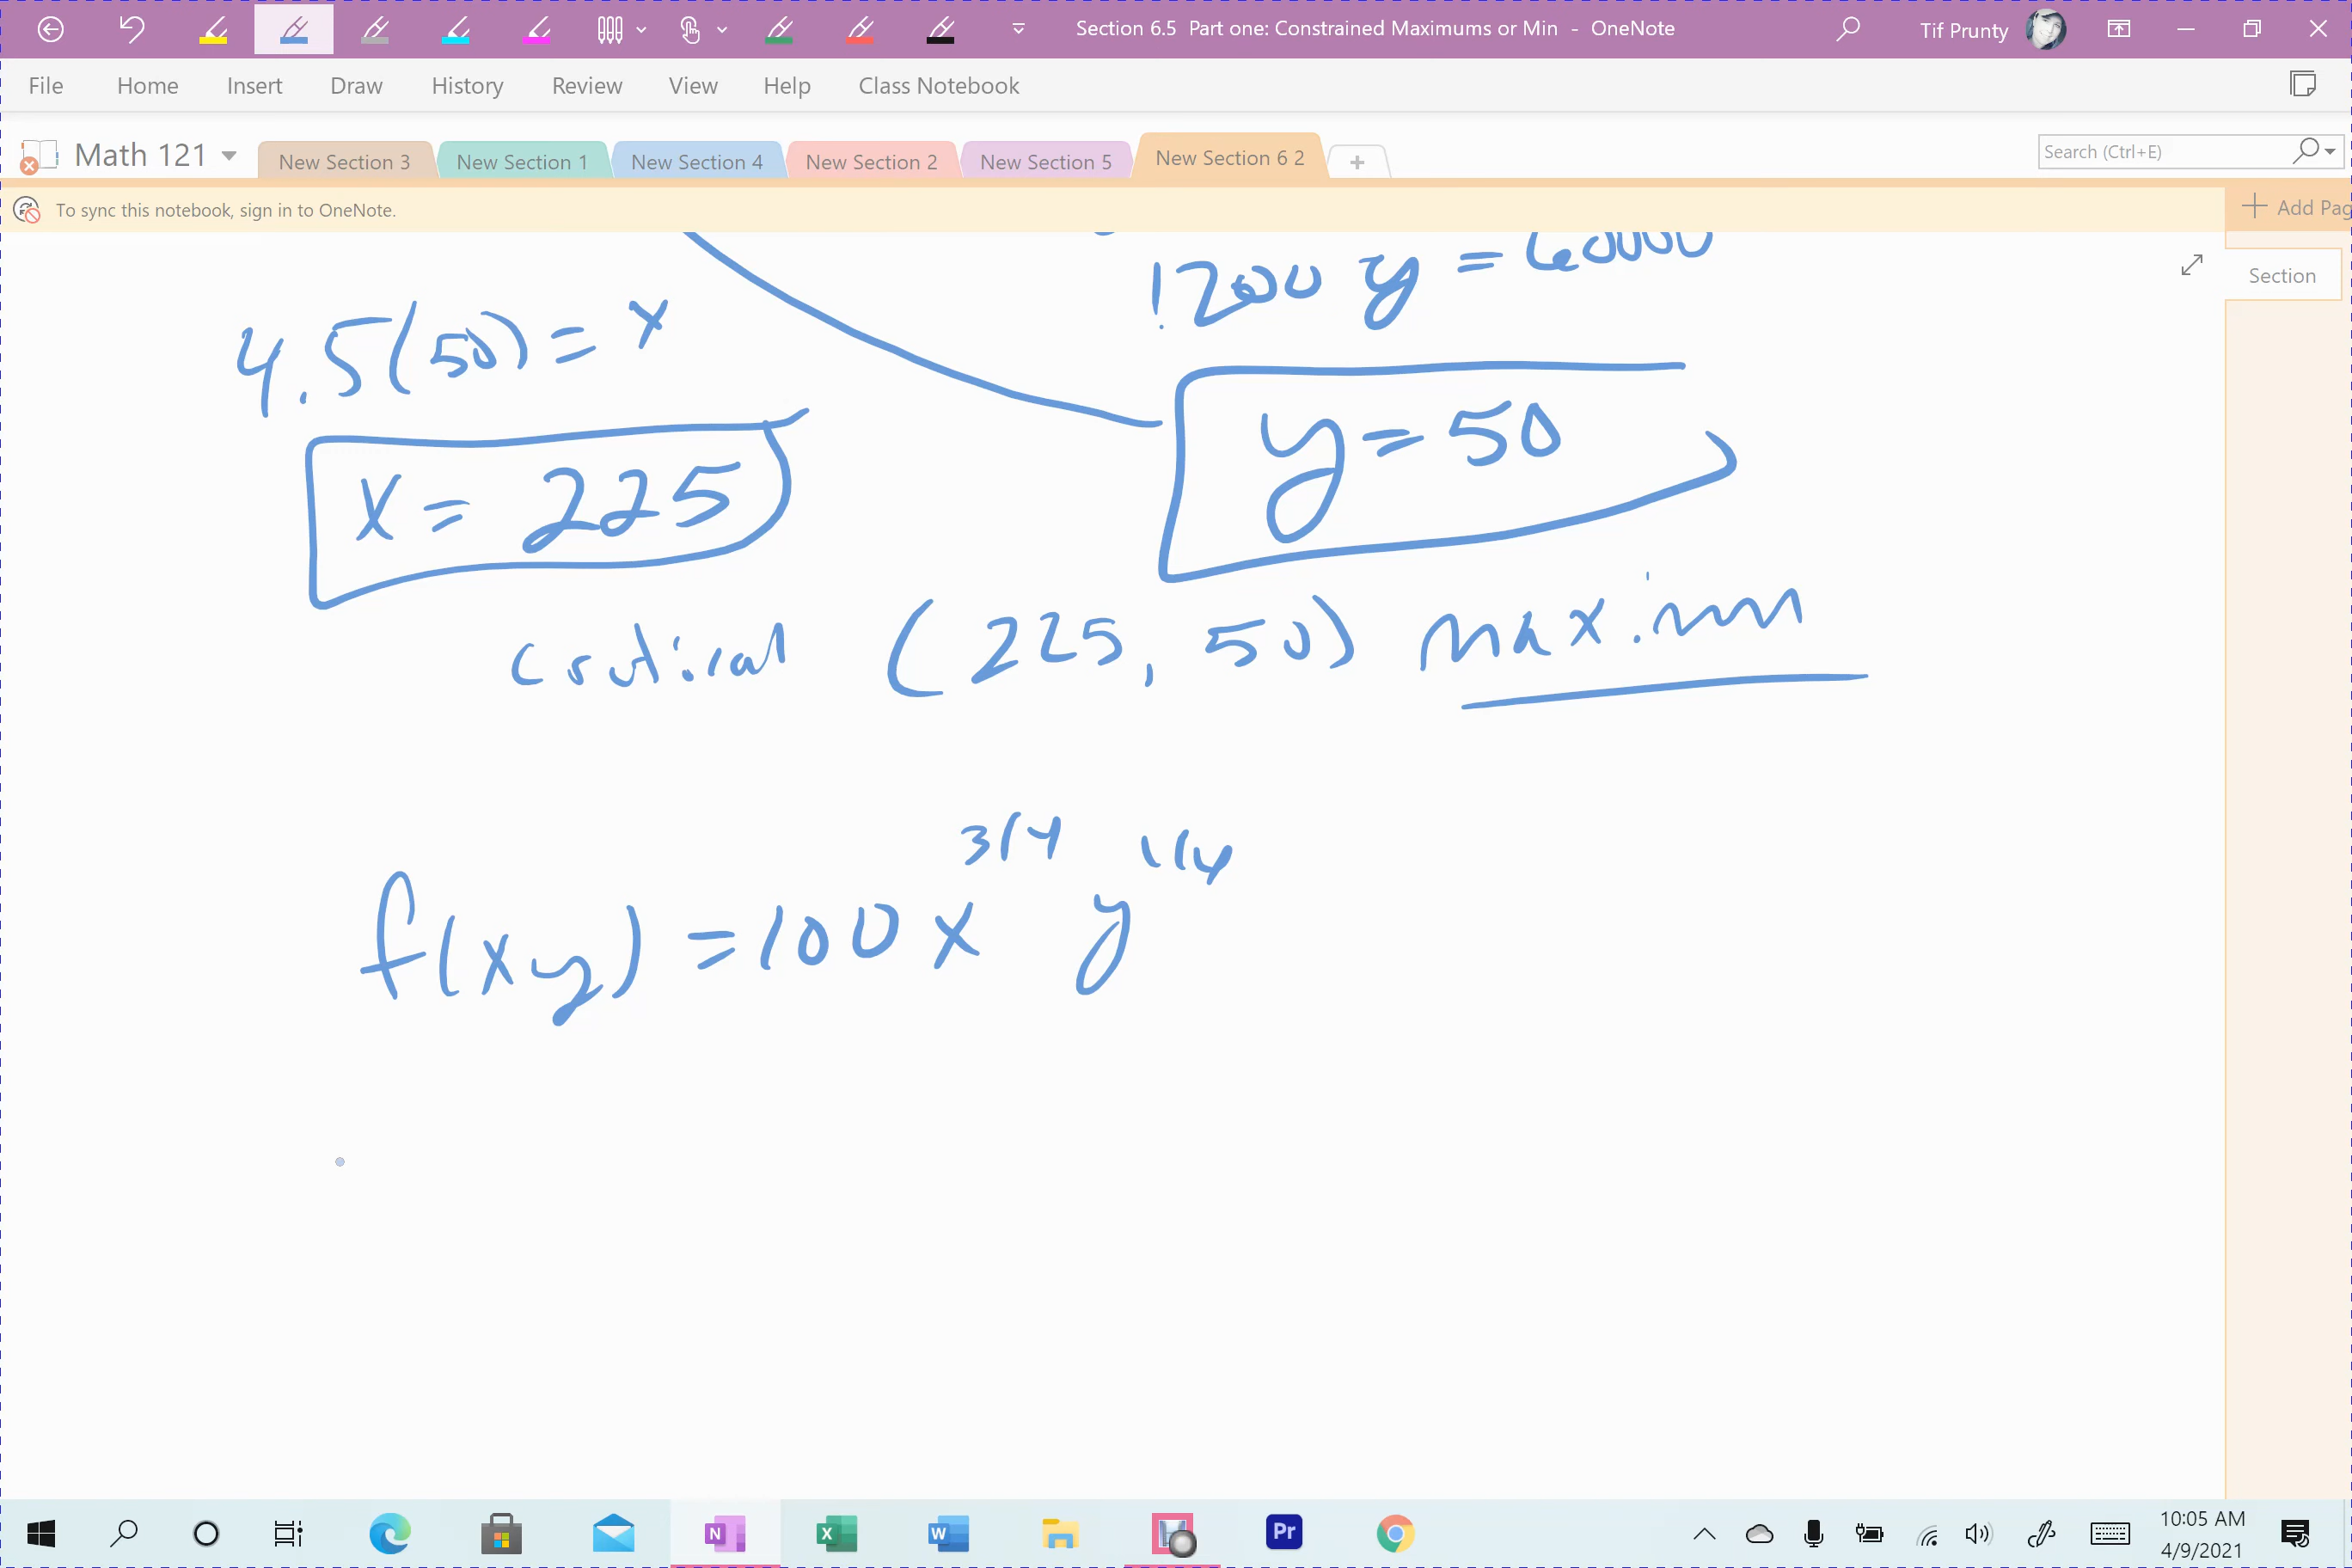 Section 6.5 Part one: Constrained Maximums or Min - OneNote
Tif Prunty
File Home Insert Draw History Review View Help Class Notebook
Math 121
New Section 3 New Section 1 New Section 4 New Section 2 New Section 5 New Section 6 2 +
Search (Ctrl+E)
To sync this notebook, sign in to OneNote.
Add Pag
Section
1200 y = 60000
4.5(50) = x
y = 50
x = 225
critical (225, 50) maximum
f(xy) = 100 x^3/4 y^1/4
10:05 AM
4/9/2021
N
X
W
Pr